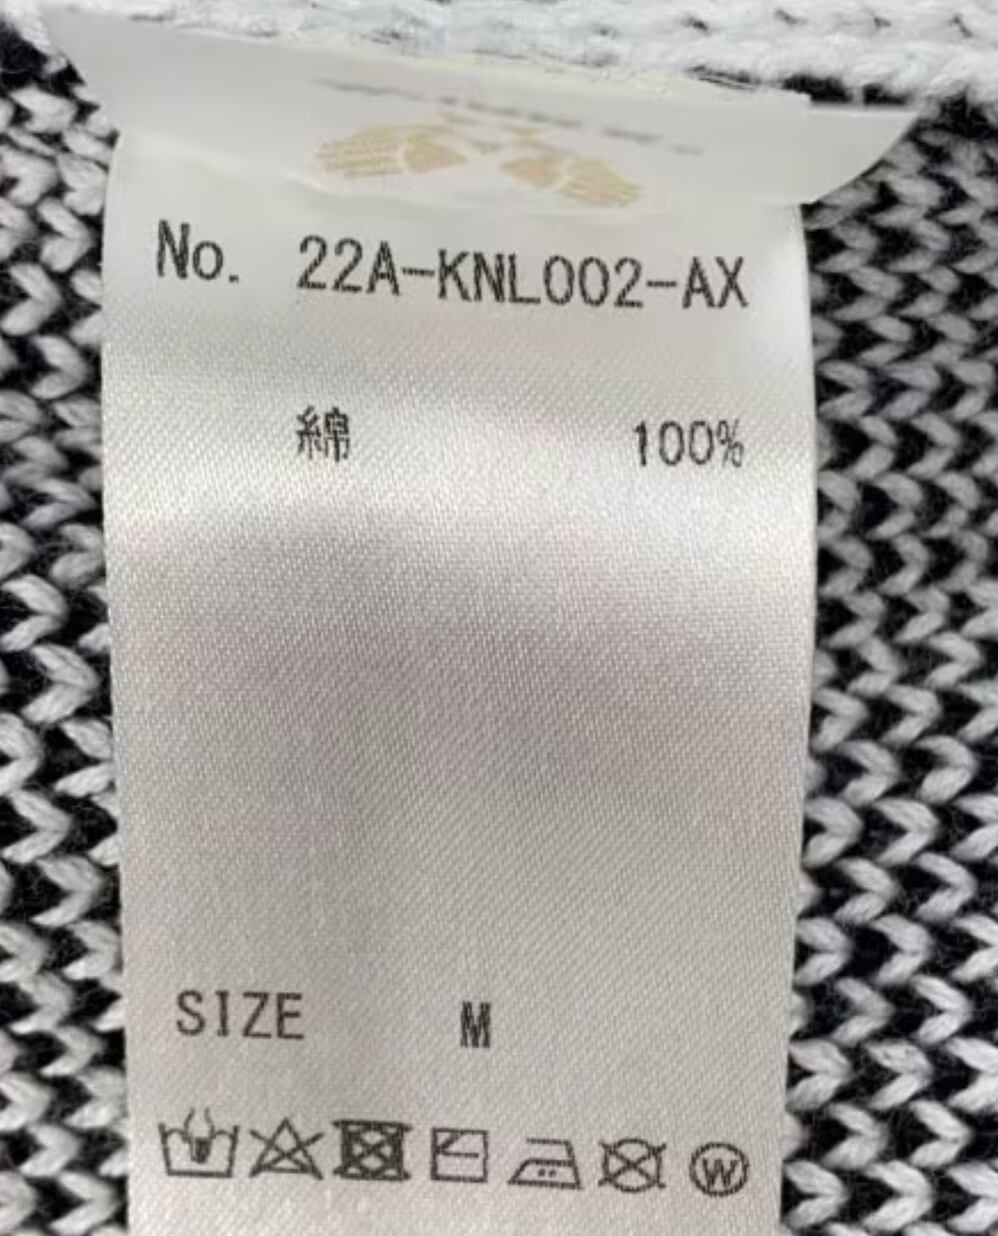 No. 22A-KNL002-AX
綿 100%
SIZE M
W